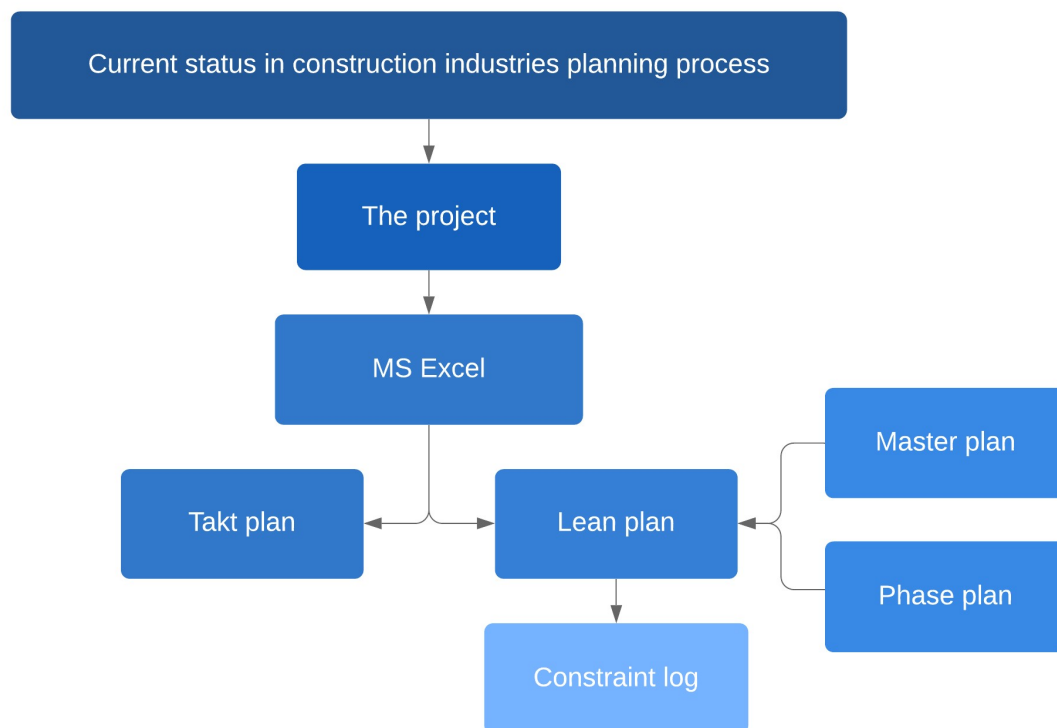 Current status in construction industries planning process
The project
MS Excel
Master plan
Takt plan
Lean plan
Phase plan
Constraint log